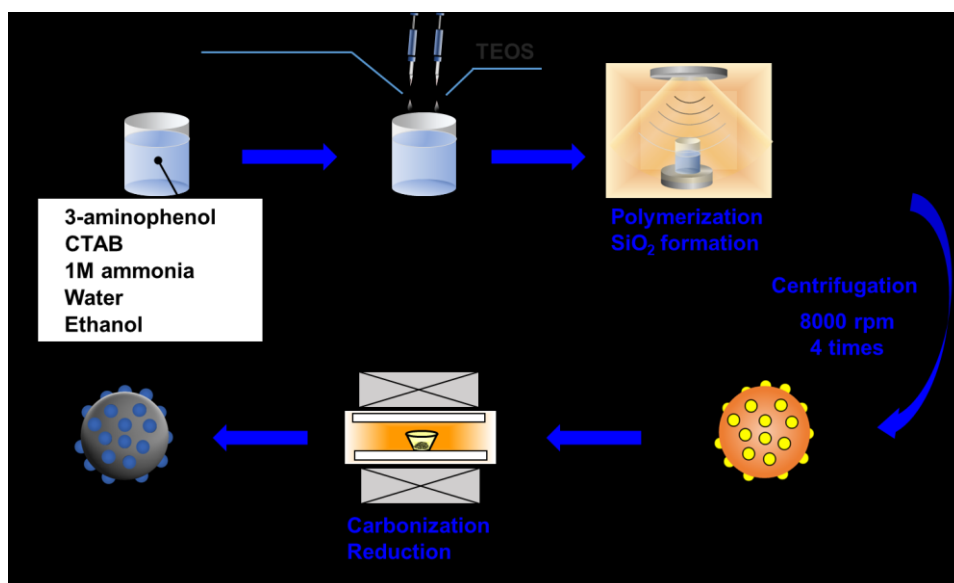 TEOS
3-aminophenol
CTAB
1M ammonia
Water
Ethanol
Polymerization
SiO₂ formation
Centrifugation
8000 rpm
4 times
Carbonization
Reduction